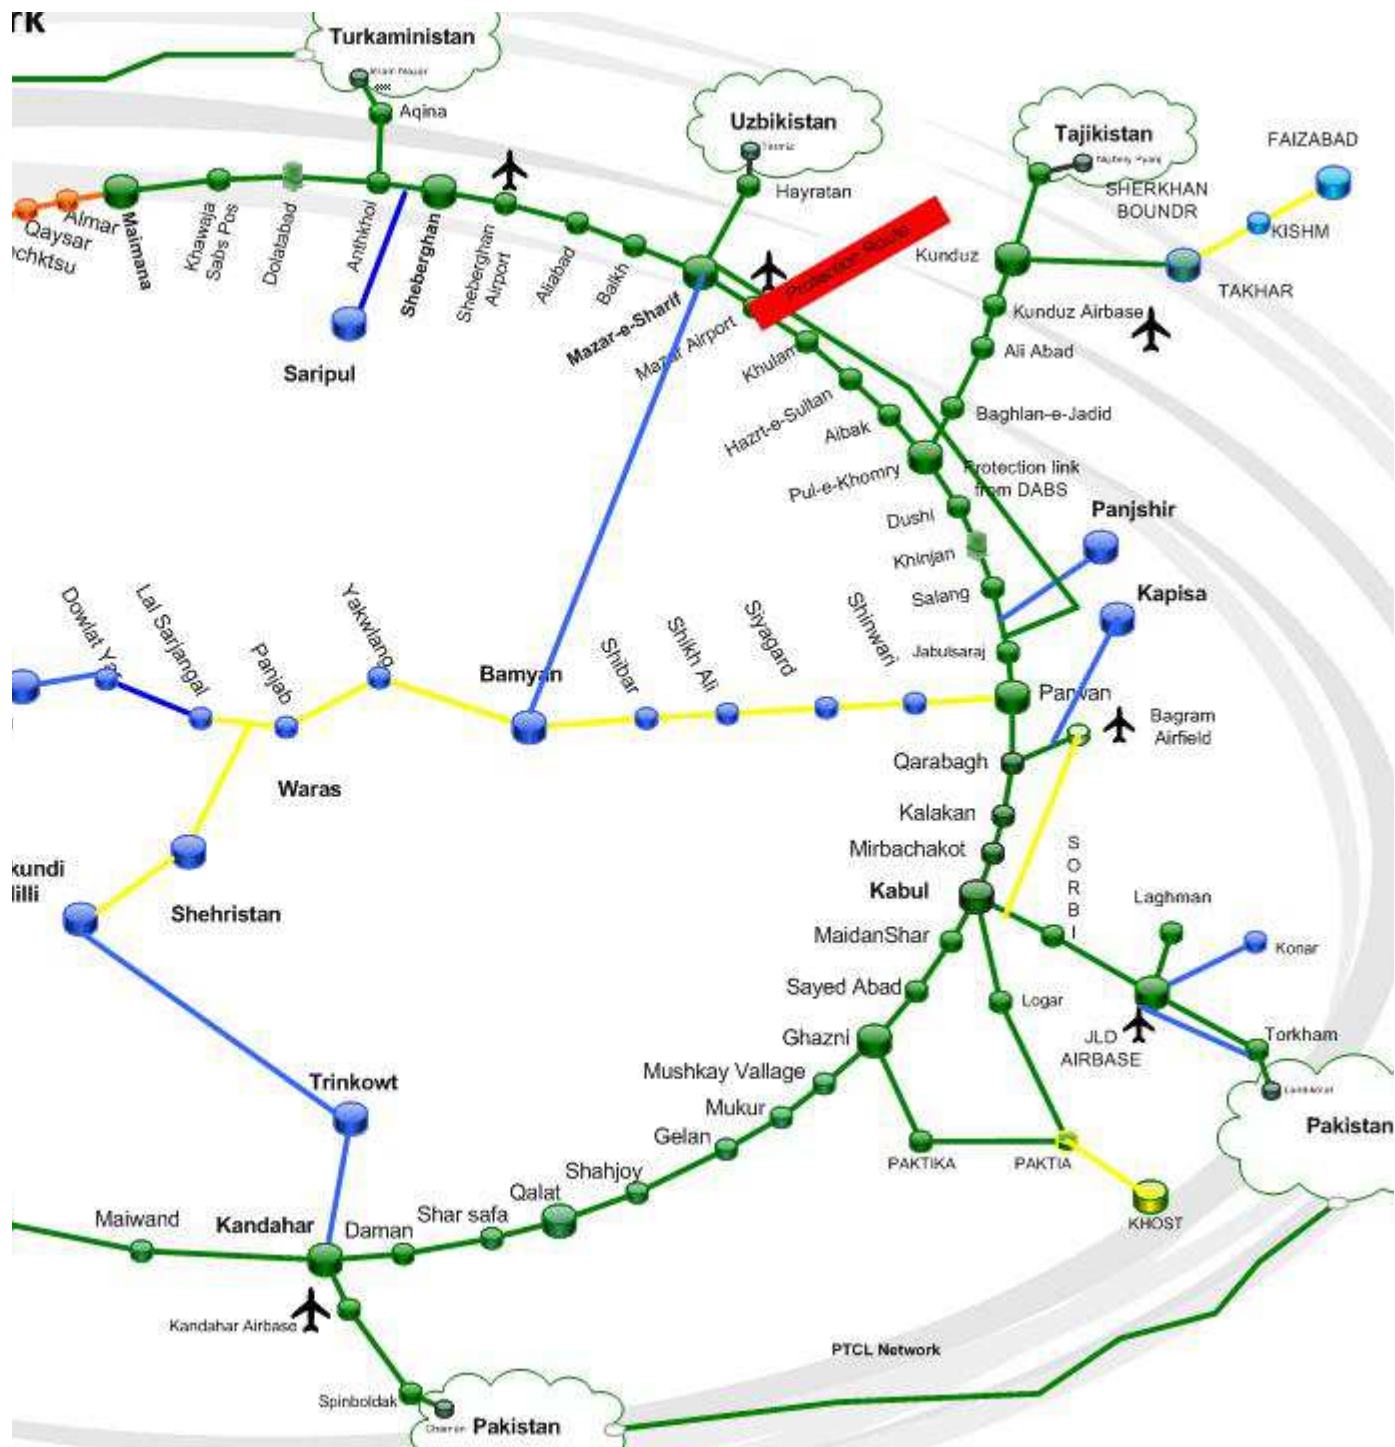 rk
Turkaministan
Aqina
Uzbikistan
Hayratan
Tajikistan
SHERKHAN
BOUNDR
FAIZABAD
KISHM
TAKHAR
Almar
Qaysar
ochktsu
Maimana
Khawaja
Sabs Pos
Dolatabad
Anthkhol
Sheberghan
Sheberghan
Airport
Aliabad
Balkh
Mazar-e-Sharif
Mazar Airport
Protection Route
Kunduz
Kunduz Airbase
Ali Abad
Saripul
Khulam
Hazrt-e-Sultan
Aibak
Baghlan-e-Jadid
Pul-e-Khomry
Protection link
from DABS
Dushi
Panjshir
Khinjan
Salang
Kapisa
Jabulsaraj
Dowlat Yar
Lal Sarjangal
Panjab
Yakwlang
Bamyan
Shibar
Shikh Ali
Siyagard
Shinwari
Parwan
Bagram
Airfield
Qarabagh
Waras
Kalakan
Mirbachakot
SORBI
kundi
lilli
Kabul
Laghman
Shehristan
MaidanShar
Konar
Sayed Abad
Logar
Ghazni
JLD
AIRBASE
Torkham
Mushkay Vallage
Trinkowt
Mukur
Pakistan
Gelan
PAKTIKA
PAKTIA
Shahjoy
Qalat
Shar safa
KHOST
Maiwand
Kandahar
Daman
Kandahar Airbase
PTCL Network
Spinboldak
Pakistan